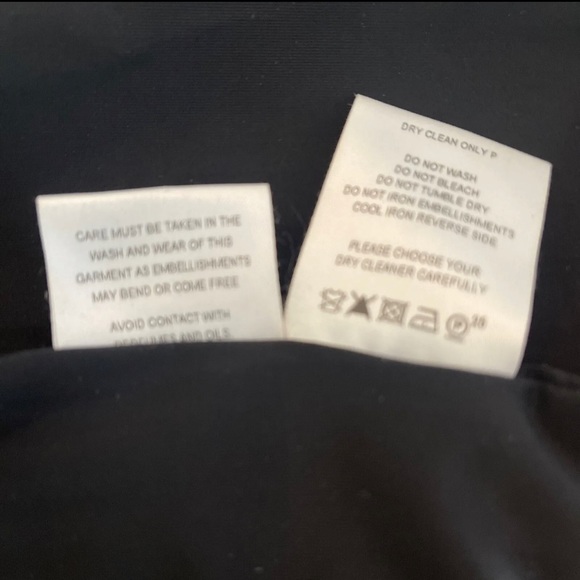 CARE MUST BE TAKEN IN THE
WASH AND WEAR OF THIS
GARMENT AS EMBELLISHMENTS
MAY BEND OR COME FREE
AVOID CONTACT WITH
PERFUMES AND OILS.
DRY CLEAN ONLY P
DO NOT WASH
DO NOT BLEACH
DO NOT TUMBLE DRY
DO NOT IRON EMBELLISHMENTS
COOL IRON REVERSE SIDE
PLEASE CHOOSE YOUR
DRY CLEANER CAREFULLY
P